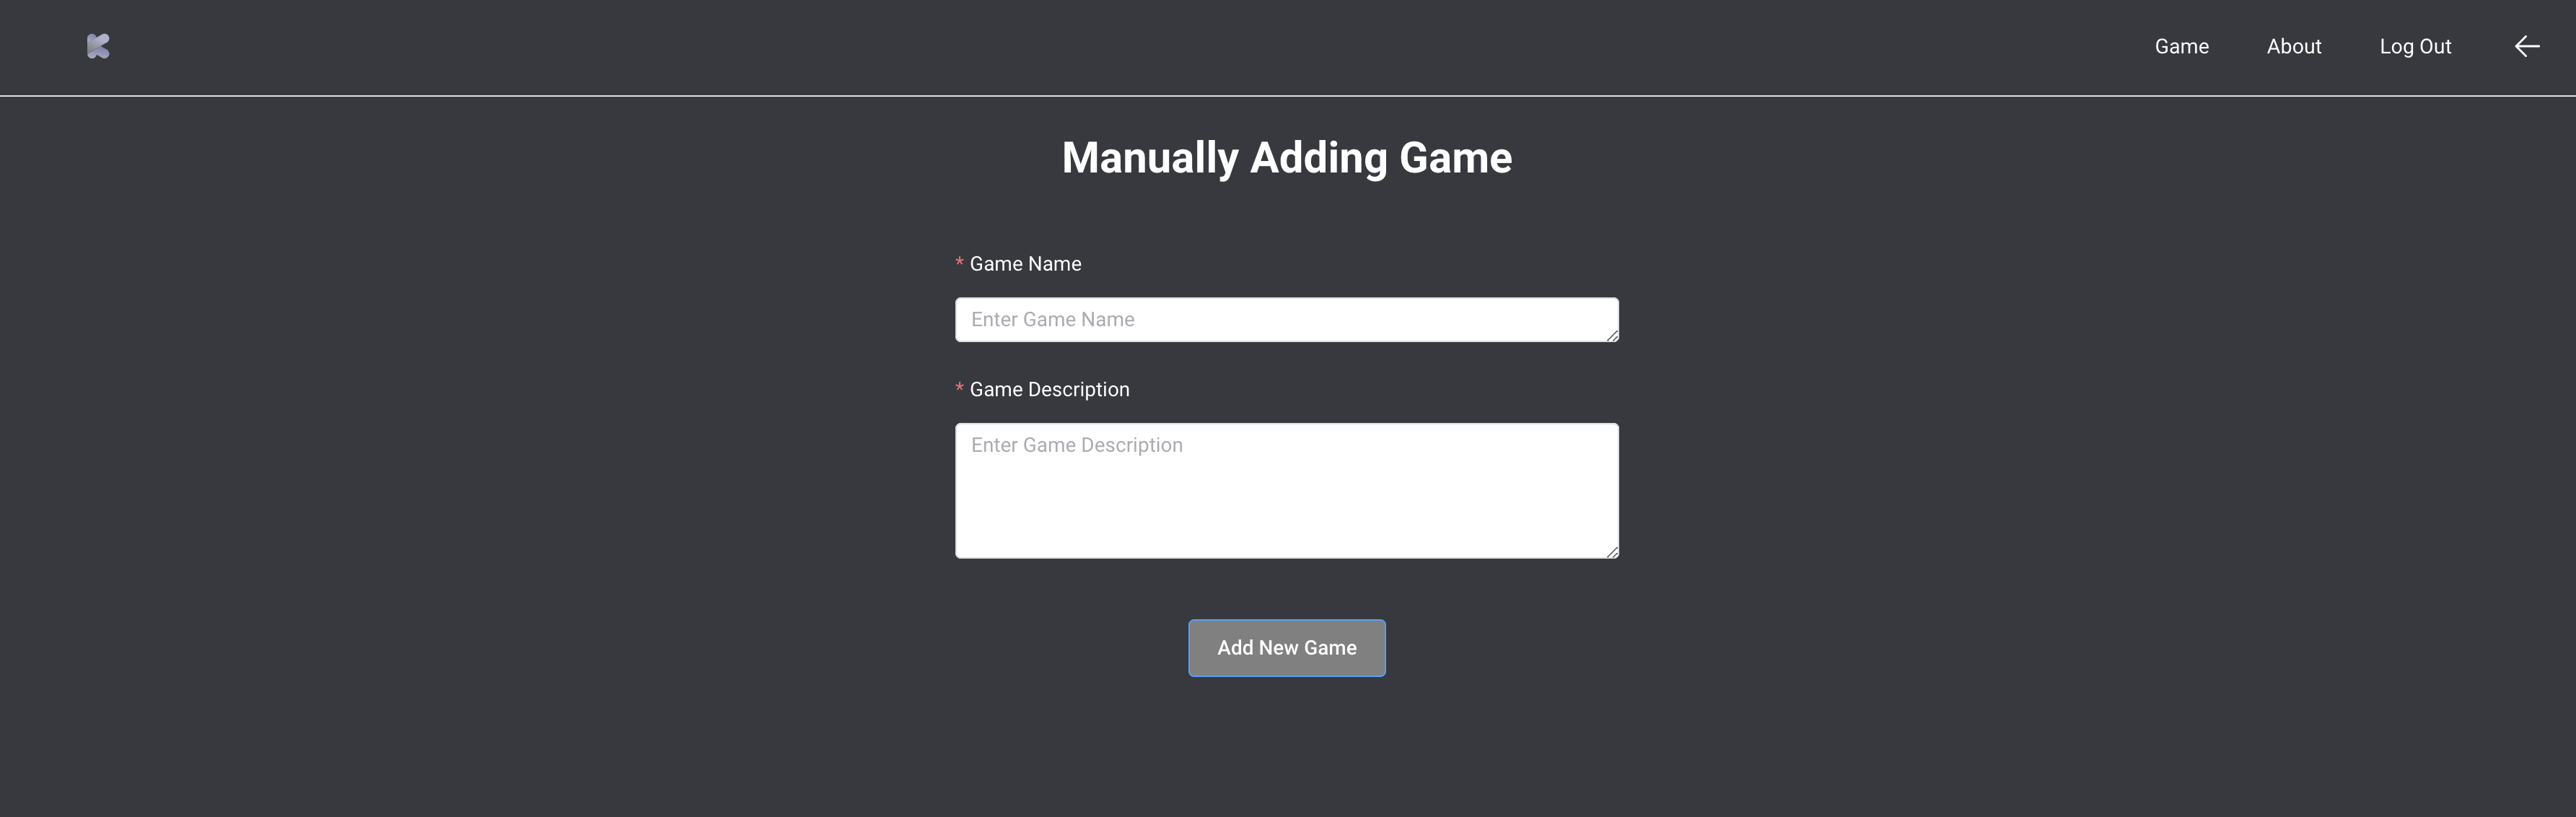 Game About Log Out
Manually Adding Game
* Game Name
Enter Game Name
* Game Description
Enter Game Description
Add New Game